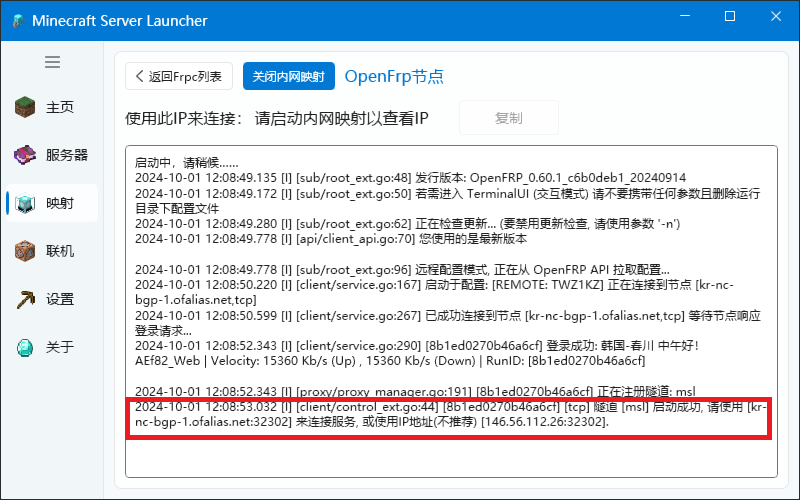 Minecraft Server Launcher
返回Frpc列表
关闭内网映射
OpenFrp节点
主页
服务器
映射
联机
设置
关于
使用此IP来连接： 请启动内网映射以查看IP
复制
启动中，请稍候......
2024-10-01 12:08:49.135 [I] [sub/root_ext.go:48] 发行版本: OpenFRP_0.60.1_c6b0deb1_20240914
2024-10-01 12:08:49.172 [I] [sub/root_ext.go:50] 若需进入 TerminalUI (交互模式) 请不要携带任何参数且删除运行
目录下配置文件
2024-10-01 12:08:49.280 [I] [sub/root_ext.go:62] 正在检查更新... (要禁用更新检查, 请使用参数 '-n')
2024-10-01 12:08:49.778 [I] [api/client_api.go:70] 您使用的是最新版本
2024-10-01 12:08:49.778 [I] [sub/root_ext.go:96] 远程配置模式, 正在从 OpenFRP API 拉取配置...
2024-10-01 12:08:50.220 [I] [client/service.go:167] 启动于配置: [REMOTE: TWZ1KZ] 正在连接到节点 [kr-nc-
bgp-1.ofalias.net,tcp]
2024-10-01 12:08:50.599 [I] [client/service.go:267] 已成功连接到节点 [kr-nc-bgp-1.ofalias.net,tcp] 等待节点响应
登录请求...
2024-10-01 12:08:52.343 [I] [client/service.go:290] [8b1ed0270b46a6cf] 登录成功: 韩国-春川 中午好！
AEf82_Web | Velocity: 15360 Kb/s (Up) , 15360 Kb/s (Down) | RunID: [8b1ed0270b46a6cf]
2024-10-01 12:08:52.343 [I] [proxy/proxy_manager.go:191] [8b1ed0270b46a6cf] 正在注册隧道: msl
2024-10-01 12:08:53.032 [I] [client/control_ext.go:44] [8b1ed0270b46a6cf] [tcp] 隧道 [msl] 启动成功, 请使用 [kr-
nc-bgp-1.ofalias.net:32302] 来连接服务, 或使用IP地址(不推荐) [146.56.112.26:32302].